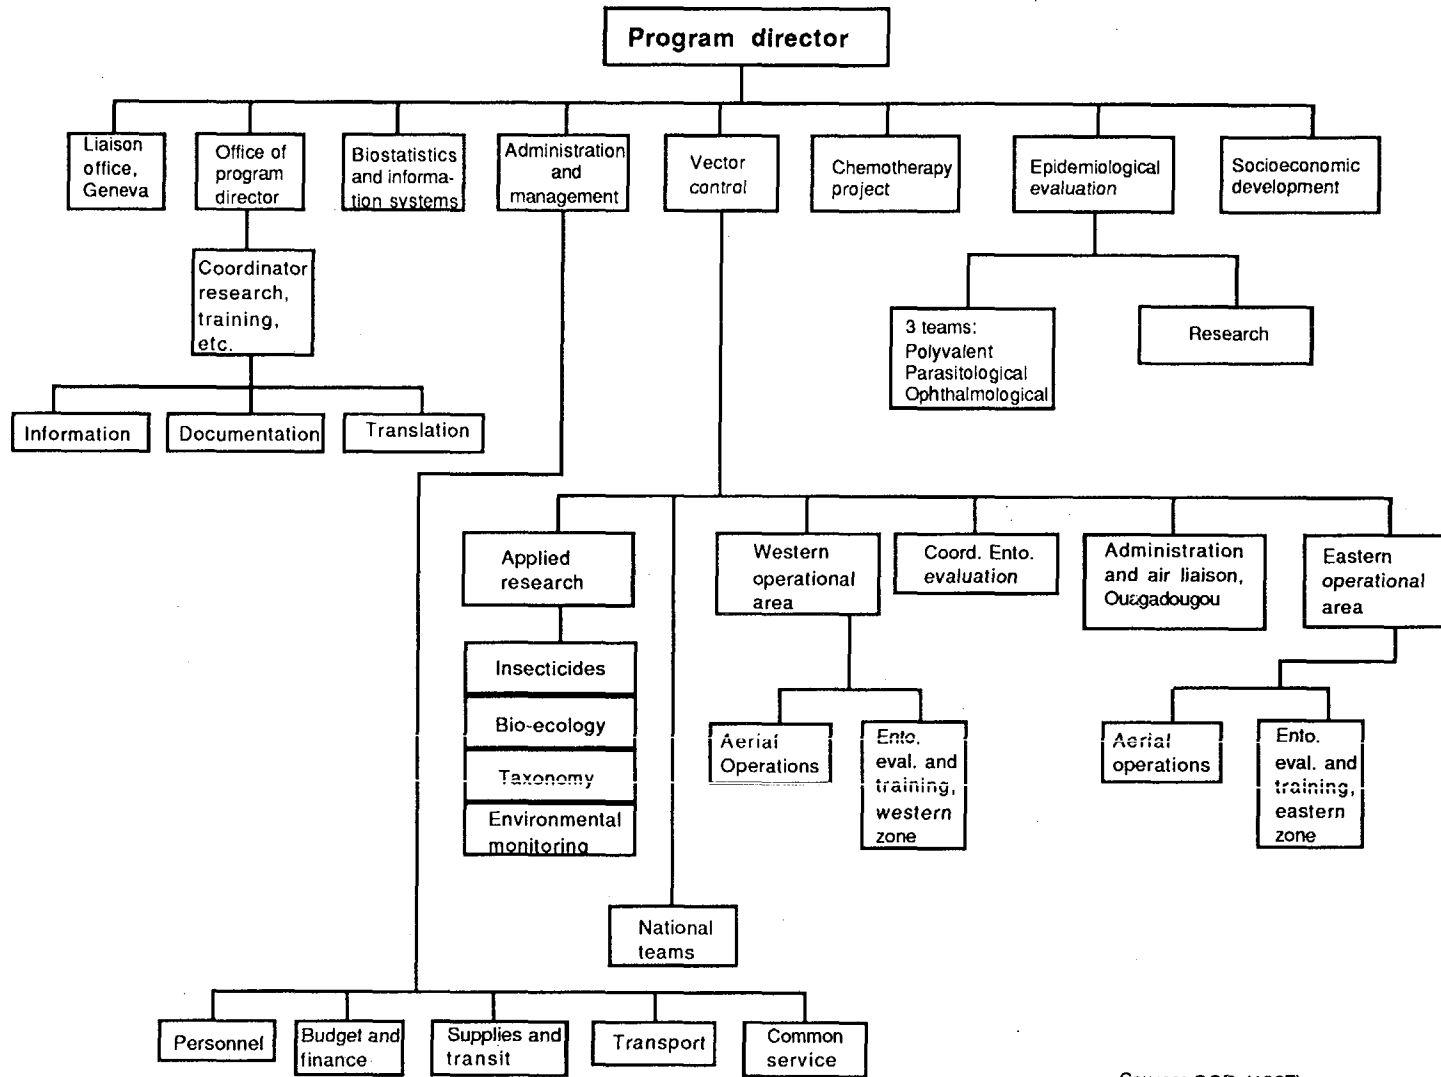 Program director
Liaison
office,
Geneva
Office of
program
director
Biostatistics
and informa-
tion systems
Administration
and
management
Vector
control
Chemotherapy
project
Epidemiological
evaluation
Socioeconomic
development
Coordinator
research,
training,
etc.
3 teams:
Polyvalent
Parasitological
Ophthalmological
Research
Information
Documentation
Translation
Applied
research
Western
operational
area
Coord. Ento.
evaluation
Administration
and air liaison,
Ouagadougou
Eastern
operational
area
Insecticides
Bio-ecology
Taxonomy
Environmental
monitoring
Aerial
Operations
Ento.
eval. and
training,
western
zone
Aerial
operations
Ento.
eval. and
training,
eastern
zone
National
teams
Personnel
Budget and
finance
Supplies and
transit
Transport
Common
service